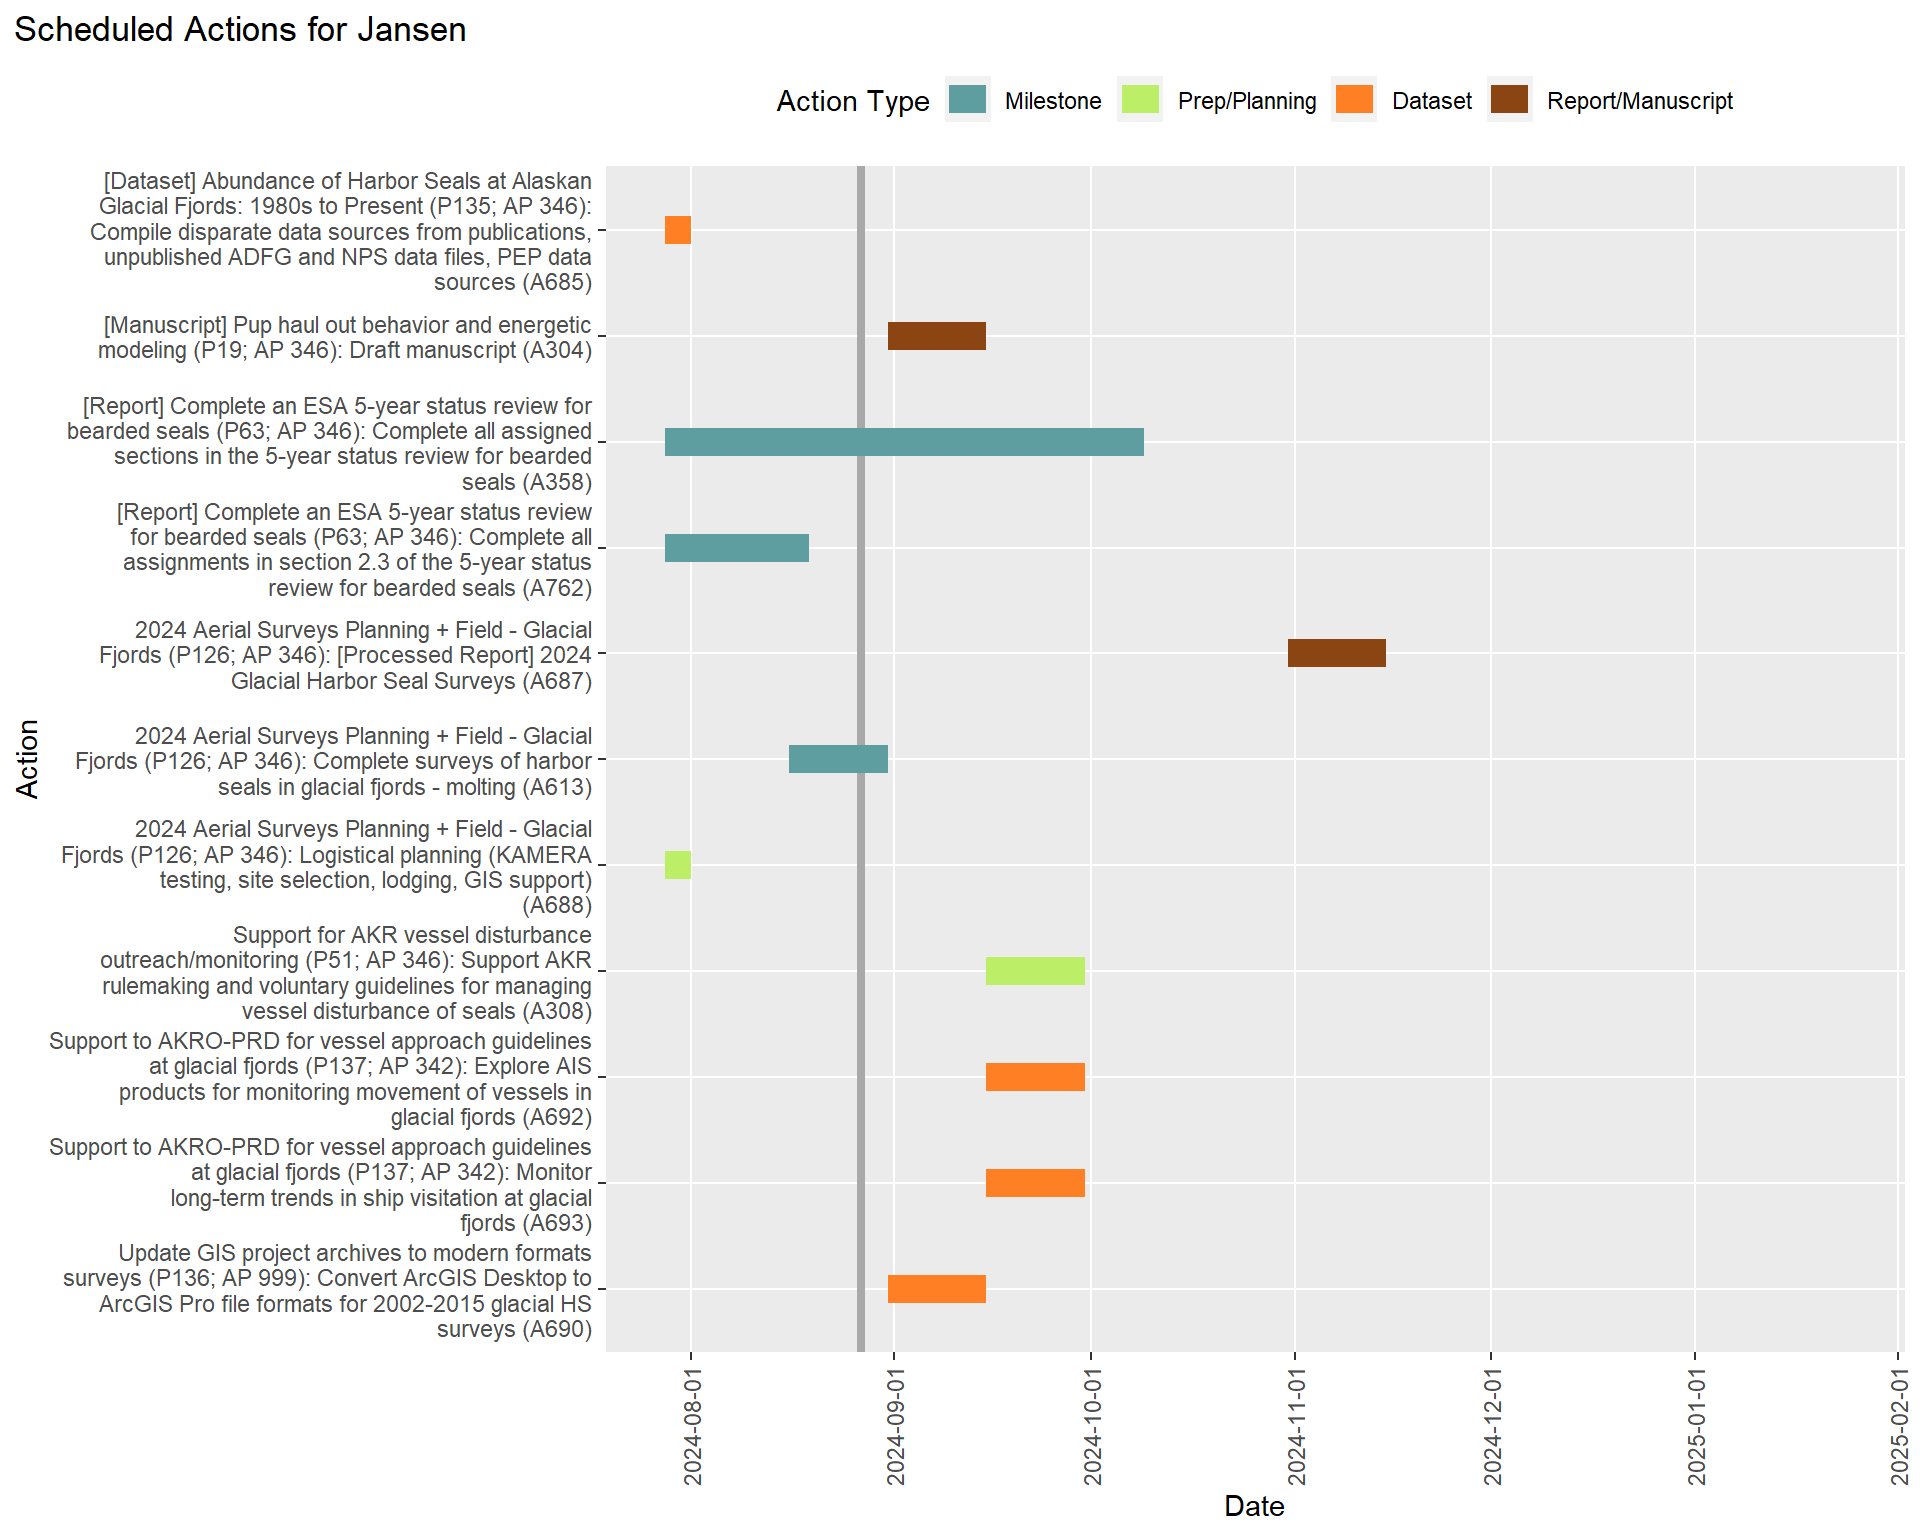 Scheduled Actions for Jansen
Action Type
Milestone
Prep/Planning
Dataset
Report/Manuscript
[Dataset] Abundance of Harbor Seals at Alaskan
Glacial Fjords: 1980s to Present (P135; AP 346):
Compile disparate data sources from publications,
unpublished ADFG and NPS data files, PEP data
sources (A685)
[Manuscript] Pup haul out behavior and energetic
modeling (P19; AP 346): Draft manuscript (A304)
[Report] Complete an ESA 5-year status review for
bearded seals (P63; AP 346): Complete all assigned
sections in the 5-year status review for bearded
seals (A358)
[Report] Complete an ESA 5-year status review
for bearded seals (P63; AP 346): Complete all
assignments in section 2.3 of the 5-year status
review for bearded seals (A762)
2024 Aerial Surveys Planning + Field - Glacial
Fjords (P126; AP 346): [Processed Report] 2024
Glacial Harbor Seal Surveys (A687)
2024 Aerial Surveys Planning + Field - Glacial
Fjords (P126; AP 346): Complete surveys of harbor
seals in glacial fjords - molting (A613)
2024 Aerial Surveys Planning + Field - Glacial
Fjords (P126; AP 346): Logistical planning (KAMERA
testing, site selection, lodging, GIS support)
(A688)
Support for AKR vessel disturbance
outreach/monitoring (P51; AP 346): Support AKR
rulemaking and voluntary guidelines for managing
vessel disturbance of seals (A308)
Support to AKRO-PRD for vessel approach guidelines
at glacial fjords (P137; AP 342): Explore AIS
products for monitoring movement of vessels in
glacial fjords (A692)
Support to AKRO-PRD for vessel approach guidelines
at glacial fjords (P137; AP 342): Monitor
long-term trends in ship visitation at glacial
fjords (A693)
Update GIS project archives to modern formats
surveys (P136; AP 999): Convert ArcGIS Desktop to
ArcGIS Pro file formats for 2002-2015 glacial HS
surveys (A690)
Action
2024-08-01
2024-09-01
2024-10-01
2024-11-01
2024-12-01
2025-01-01
2025-02-01
Date